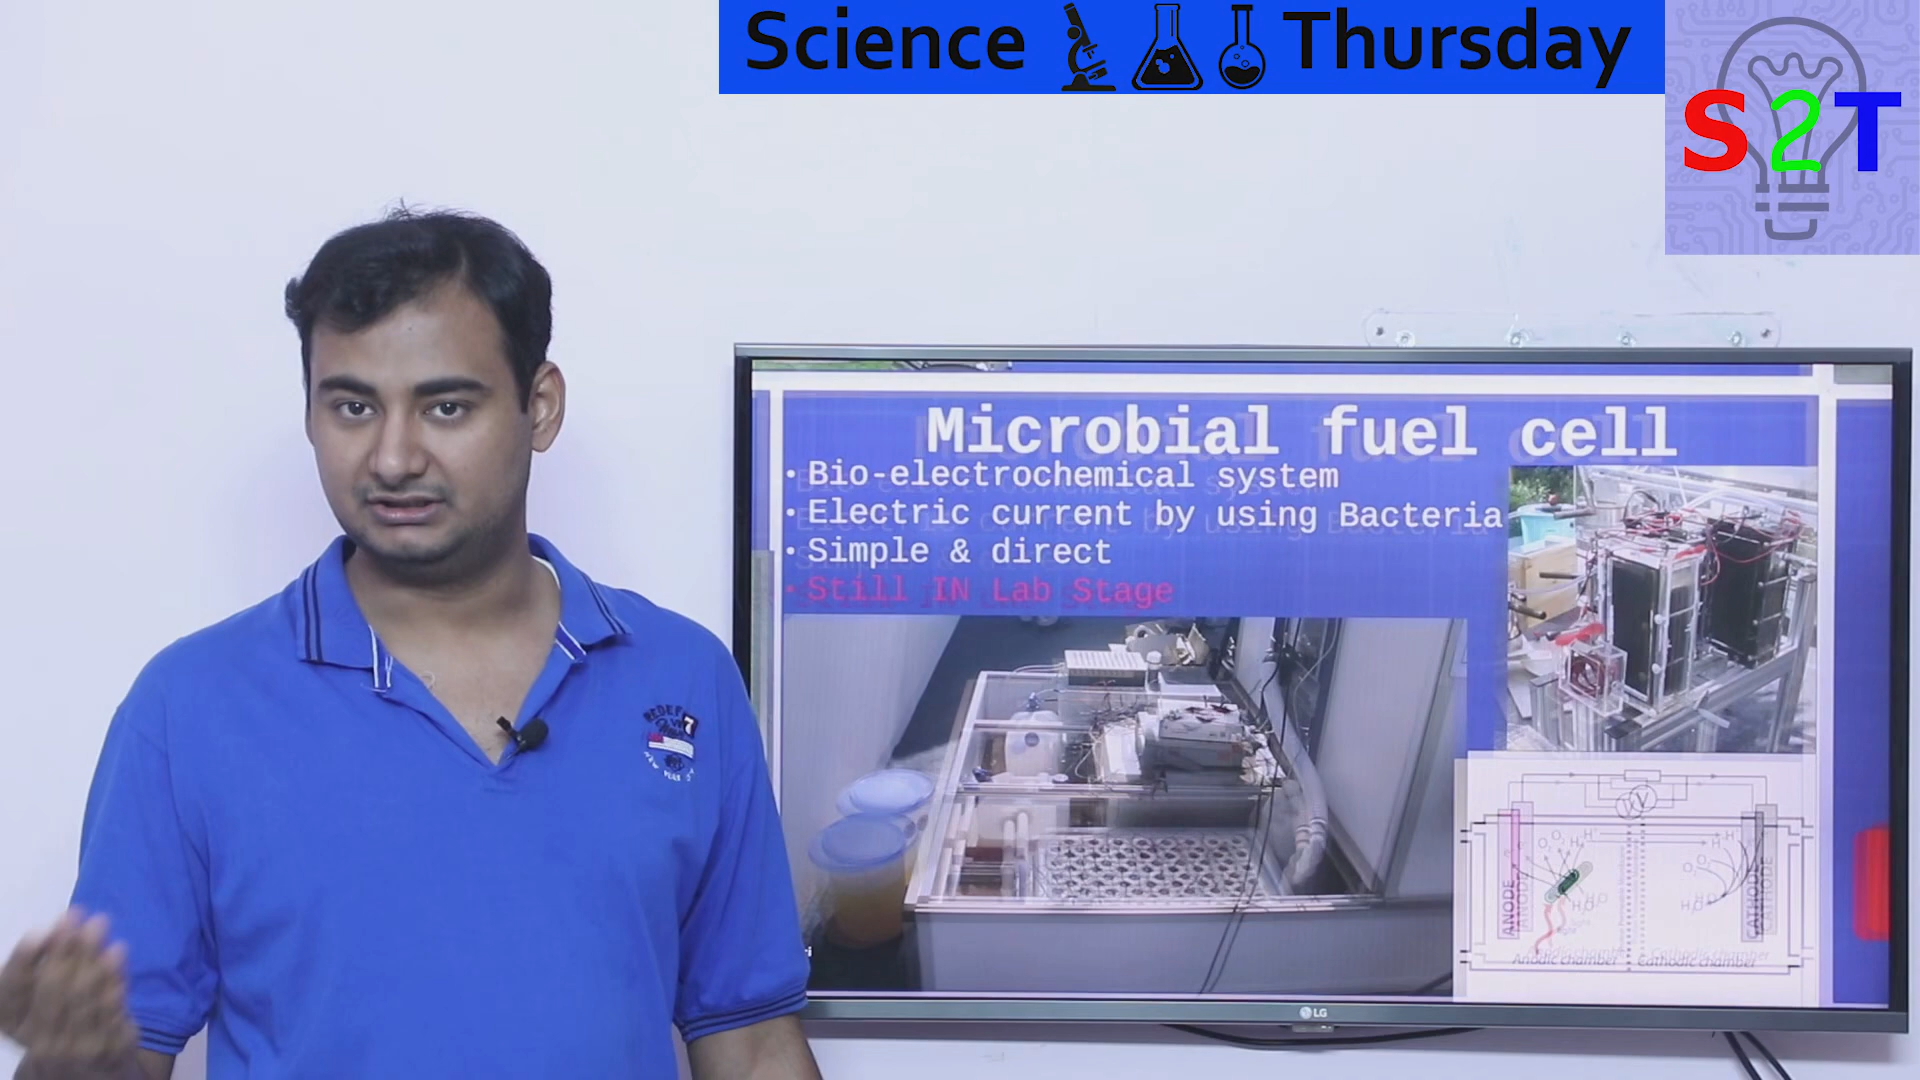 Science Thursday
S2T
Microbial fuel cell
• Bio-electrochemical system
• Electric current by using Bacteria
• Simple & direct
• Still IN Lab Stage
ANODE
CATHODE
Anodic chamber
Cathodic chamber
LG